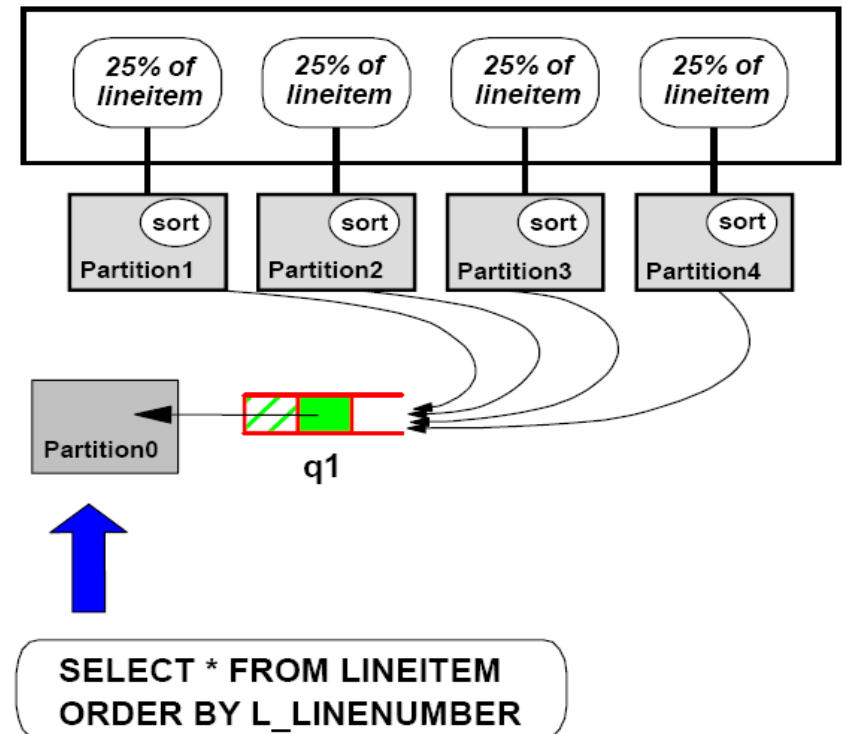 25% of
lineitem
25% of
lineitem
25% of
lineitem
25% of
lineitem
sort
Partition1
sort
Partition2
sort
Partition3
sort
Partition4
Partition0
q1
SELECT * FROM LINEITEM
ORDER BY L_LINENUMBER